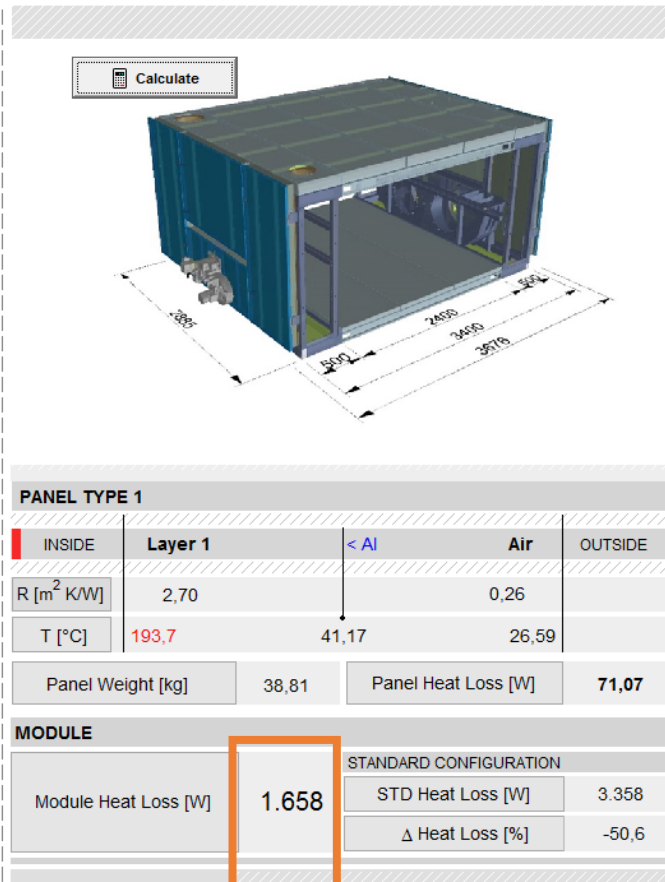 Calculate
2885
500
2400
3400
3676
500
PANEL TYPE 1
INSIDE Layer 1 < Al Air OUTSIDE
R [m² K/W] 2,70 0,26
T [°C] 193,7 41,17 26,59
Panel Weight [kg] 38,81 Panel Heat Loss [W] 71,07
MODULE
STANDARD CONFIGURATION
Module Heat Loss [W] 1.658 STD Heat Loss [W] 3.358
Δ Heat Loss [%] -50,6